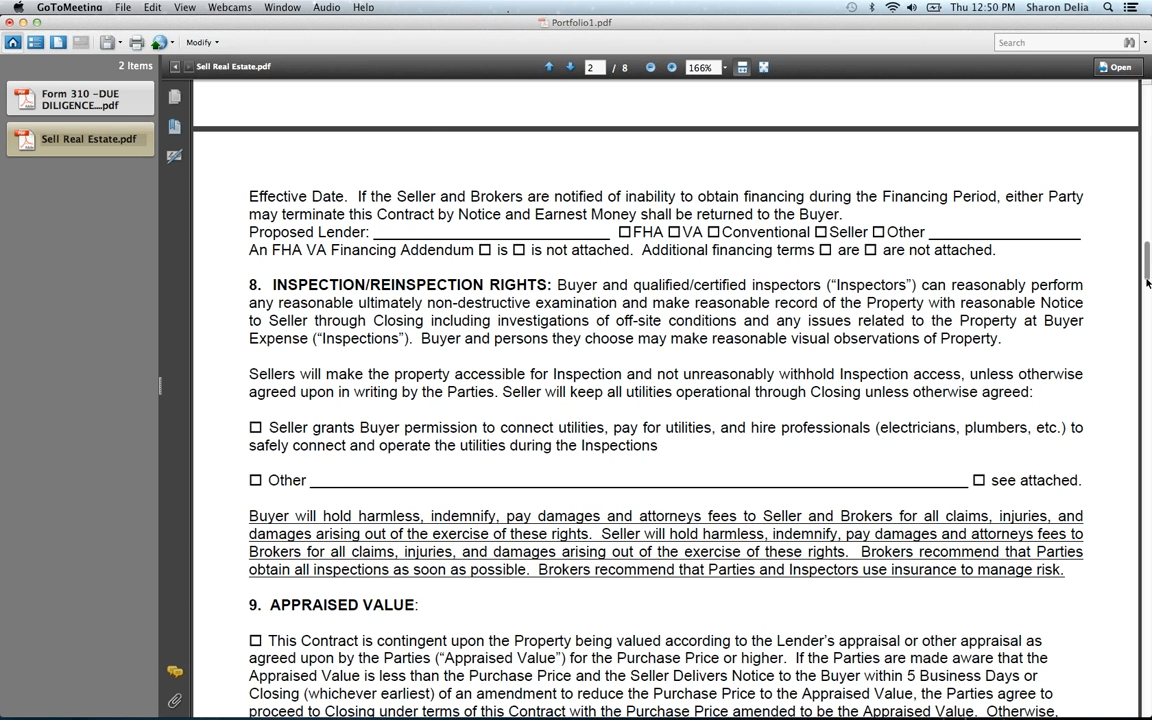 GoToMeeting File Edit View Webcams Window Audio Help Thu 12:50 PM Sharon Delia
Portfolio1.pdf
Modify Search
2 Items Sell Real Estate.pdf 2 / 8 166% Open
Form 310 -DUE
DILIGENCE....pdf
Sell Real Estate.pdf
Effective Date. If the Seller and Brokers are notified of inability to obtain financing during the Financing Period, either Party
may terminate this Contract by Notice and Earnest Money shall be returned to the Buyer.
Proposed Lender: ☐FHA ☐VA ☐Conventional ☐Seller ☐Other
An FHA VA Financing Addendum ☐ is ☐ is not attached. Additional financing terms ☐ are ☐ are not attached.
8. INSPECTION/REINSPECTION RIGHTS: Buyer and qualified/certified inspectors (“Inspectors”) can reasonably perform
any reasonable ultimately non-destructive examination and make reasonable record of the Property with reasonable Notice
to Seller through Closing including investigations of off-site conditions and any issues related to the Property at Buyer
Expense (“Inspections”). Buyer and persons they choose may make reasonable visual observations of Property.
Sellers will make the property accessible for Inspection and not unreasonably withhold Inspection access, unless otherwise
agreed upon in writing by the Parties. Seller will keep all utilities operational through Closing unless otherwise agreed:
☐ Seller grants Buyer permission to connect utilities, pay for utilities, and hire professionals (electricians, plumbers, etc.) to
safely connect and operate the utilities during the Inspections
☐ Other ☐ see attached.
Buyer will hold harmless, indemnify, pay damages and attorneys fees to Seller and Brokers for all claims, injuries, and
damages arising out of the exercise of these rights. Seller will hold harmless, indemnify, pay damages and attorneys fees to
Brokers for all claims, injuries, and damages arising out of the exercise of these rights. Brokers recommend that Parties
obtain all inspections as soon as possible. Brokers recommend that Parties and Inspectors use insurance to manage risk.
9. APPRAISED VALUE:
☐ This Contract is contingent upon the Property being valued according to the Lender’s appraisal or other appraisal as
agreed upon by the Parties (“Appraised Value”) for the Purchase Price or higher. If the Parties are made aware that the
Appraised Value is less than the Purchase Price and the Seller Delivers Notice to the Buyer within 5 Business Days or
Closing (whichever earliest) of an amendment to reduce the Purchase Price to the Appraised Value, the Parties agree to
proceed to Closing under terms of this Contract with the Purchase Price amended to be the Appraised Value. Otherwise,